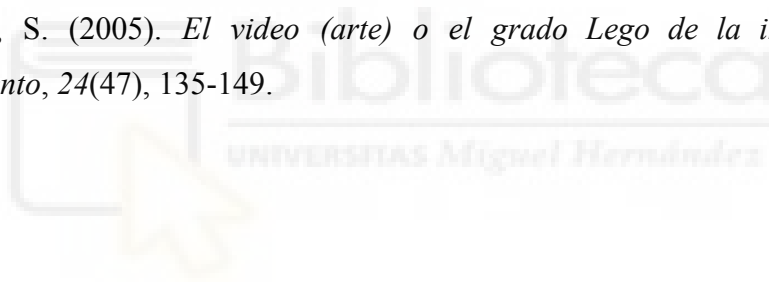 , S. (2005). El video (arte) o el grado Lego de la i
nto, 24(47), 135-149.
Biblioteca
UNIVERSITAS Miguel Hernández